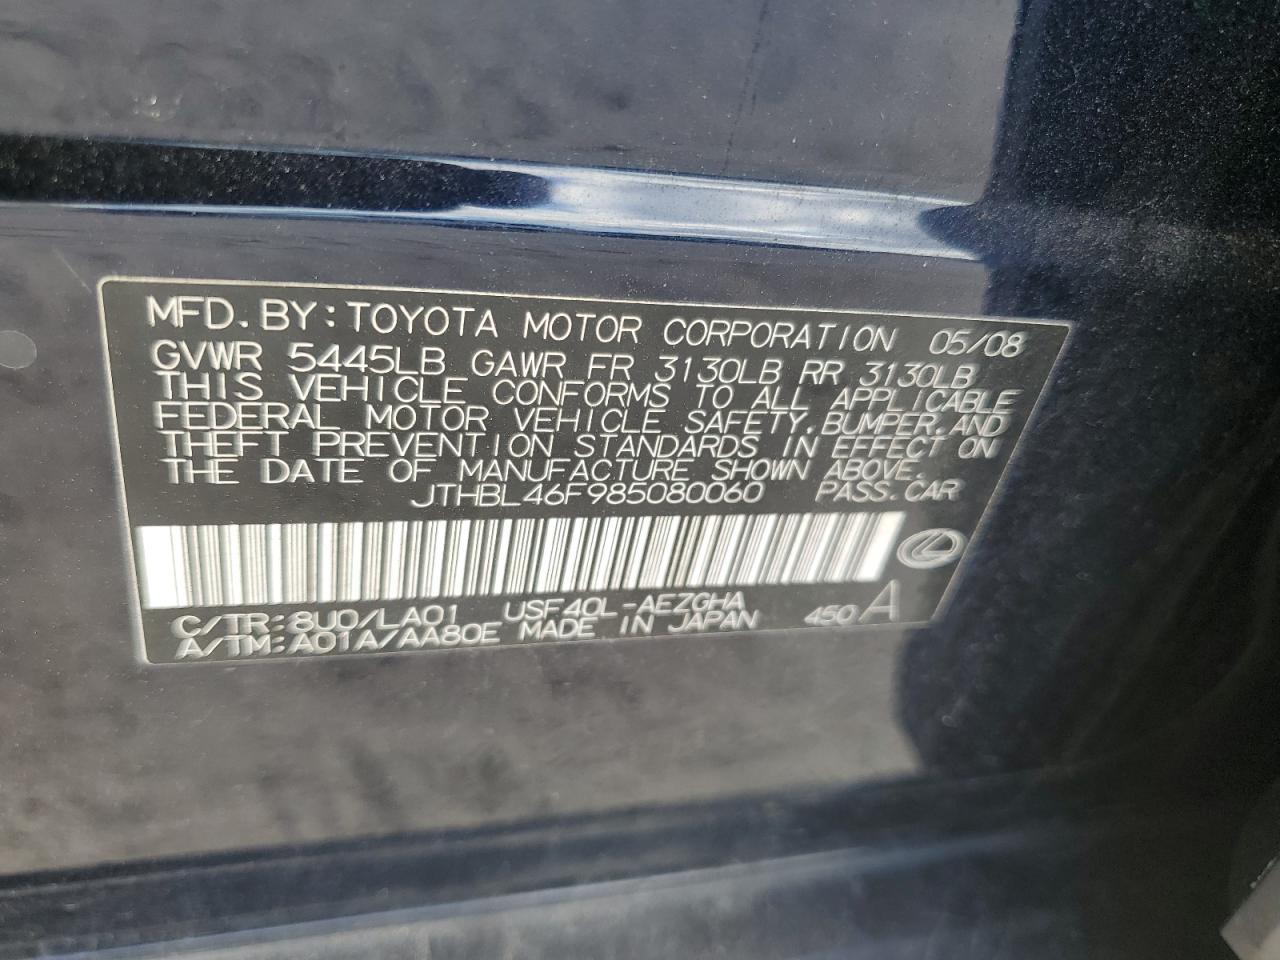 MFD. BY: TOYOTA MOTOR CORPORATION 05/08
GVWR 5445LB GAWR FR 3130LB RR 3130LB
THIS VEHICLE CONFORMS TO ALL APPLICABLE
FEDERAL MOTOR VEHICLE SAFETY, BUMPER, AND
THEFT PREVENTION STANDARDS IN EFFECT ON
THE DATE OF MANUFACTURE SHOWN ABOVE.
JTHBL46F985080060 PASS. CAR
C/TR: 8U0/LA01 USF40L-AEZGHA
A/TM: A01A/AA80E MADE IN JAPAN 450 A